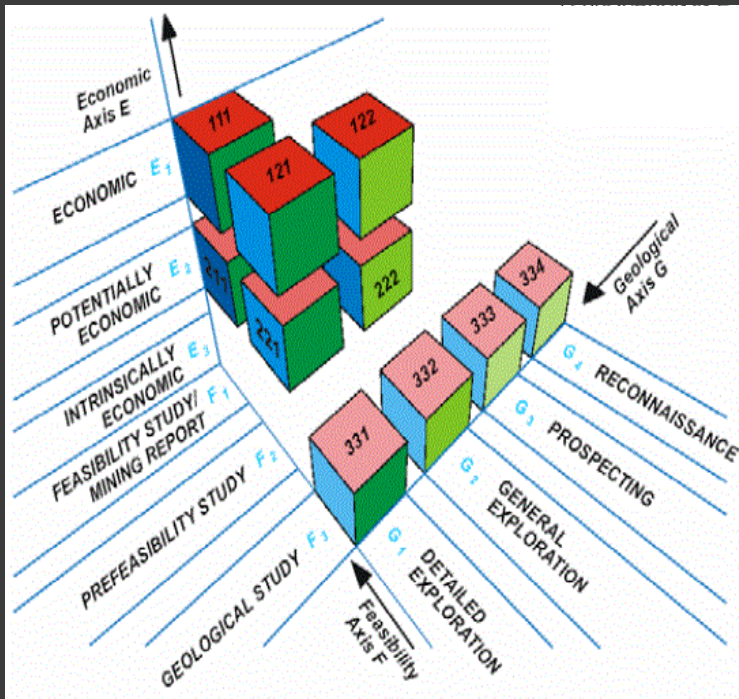 Economic
Axis E
111
122
121
E1
ECONOMIC
E2
POTENTIALLY
ECONOMIC
211
222
221
334
333
332
331
Geological
Axis G
E3
INTRINSICALLY
ECONOMIC
F1
FEASIBILITY STUDY/
MINING REPORT
F2
PREFEASIBILITY STUDY
F3
GEOLOGICAL STUDY
G4
RECONNAISSANCE
G3
PROSPECTING
G2
GENERAL
EXPLORATION
G1
DETAILED
EXPLORATION
Feasibility
Axis F